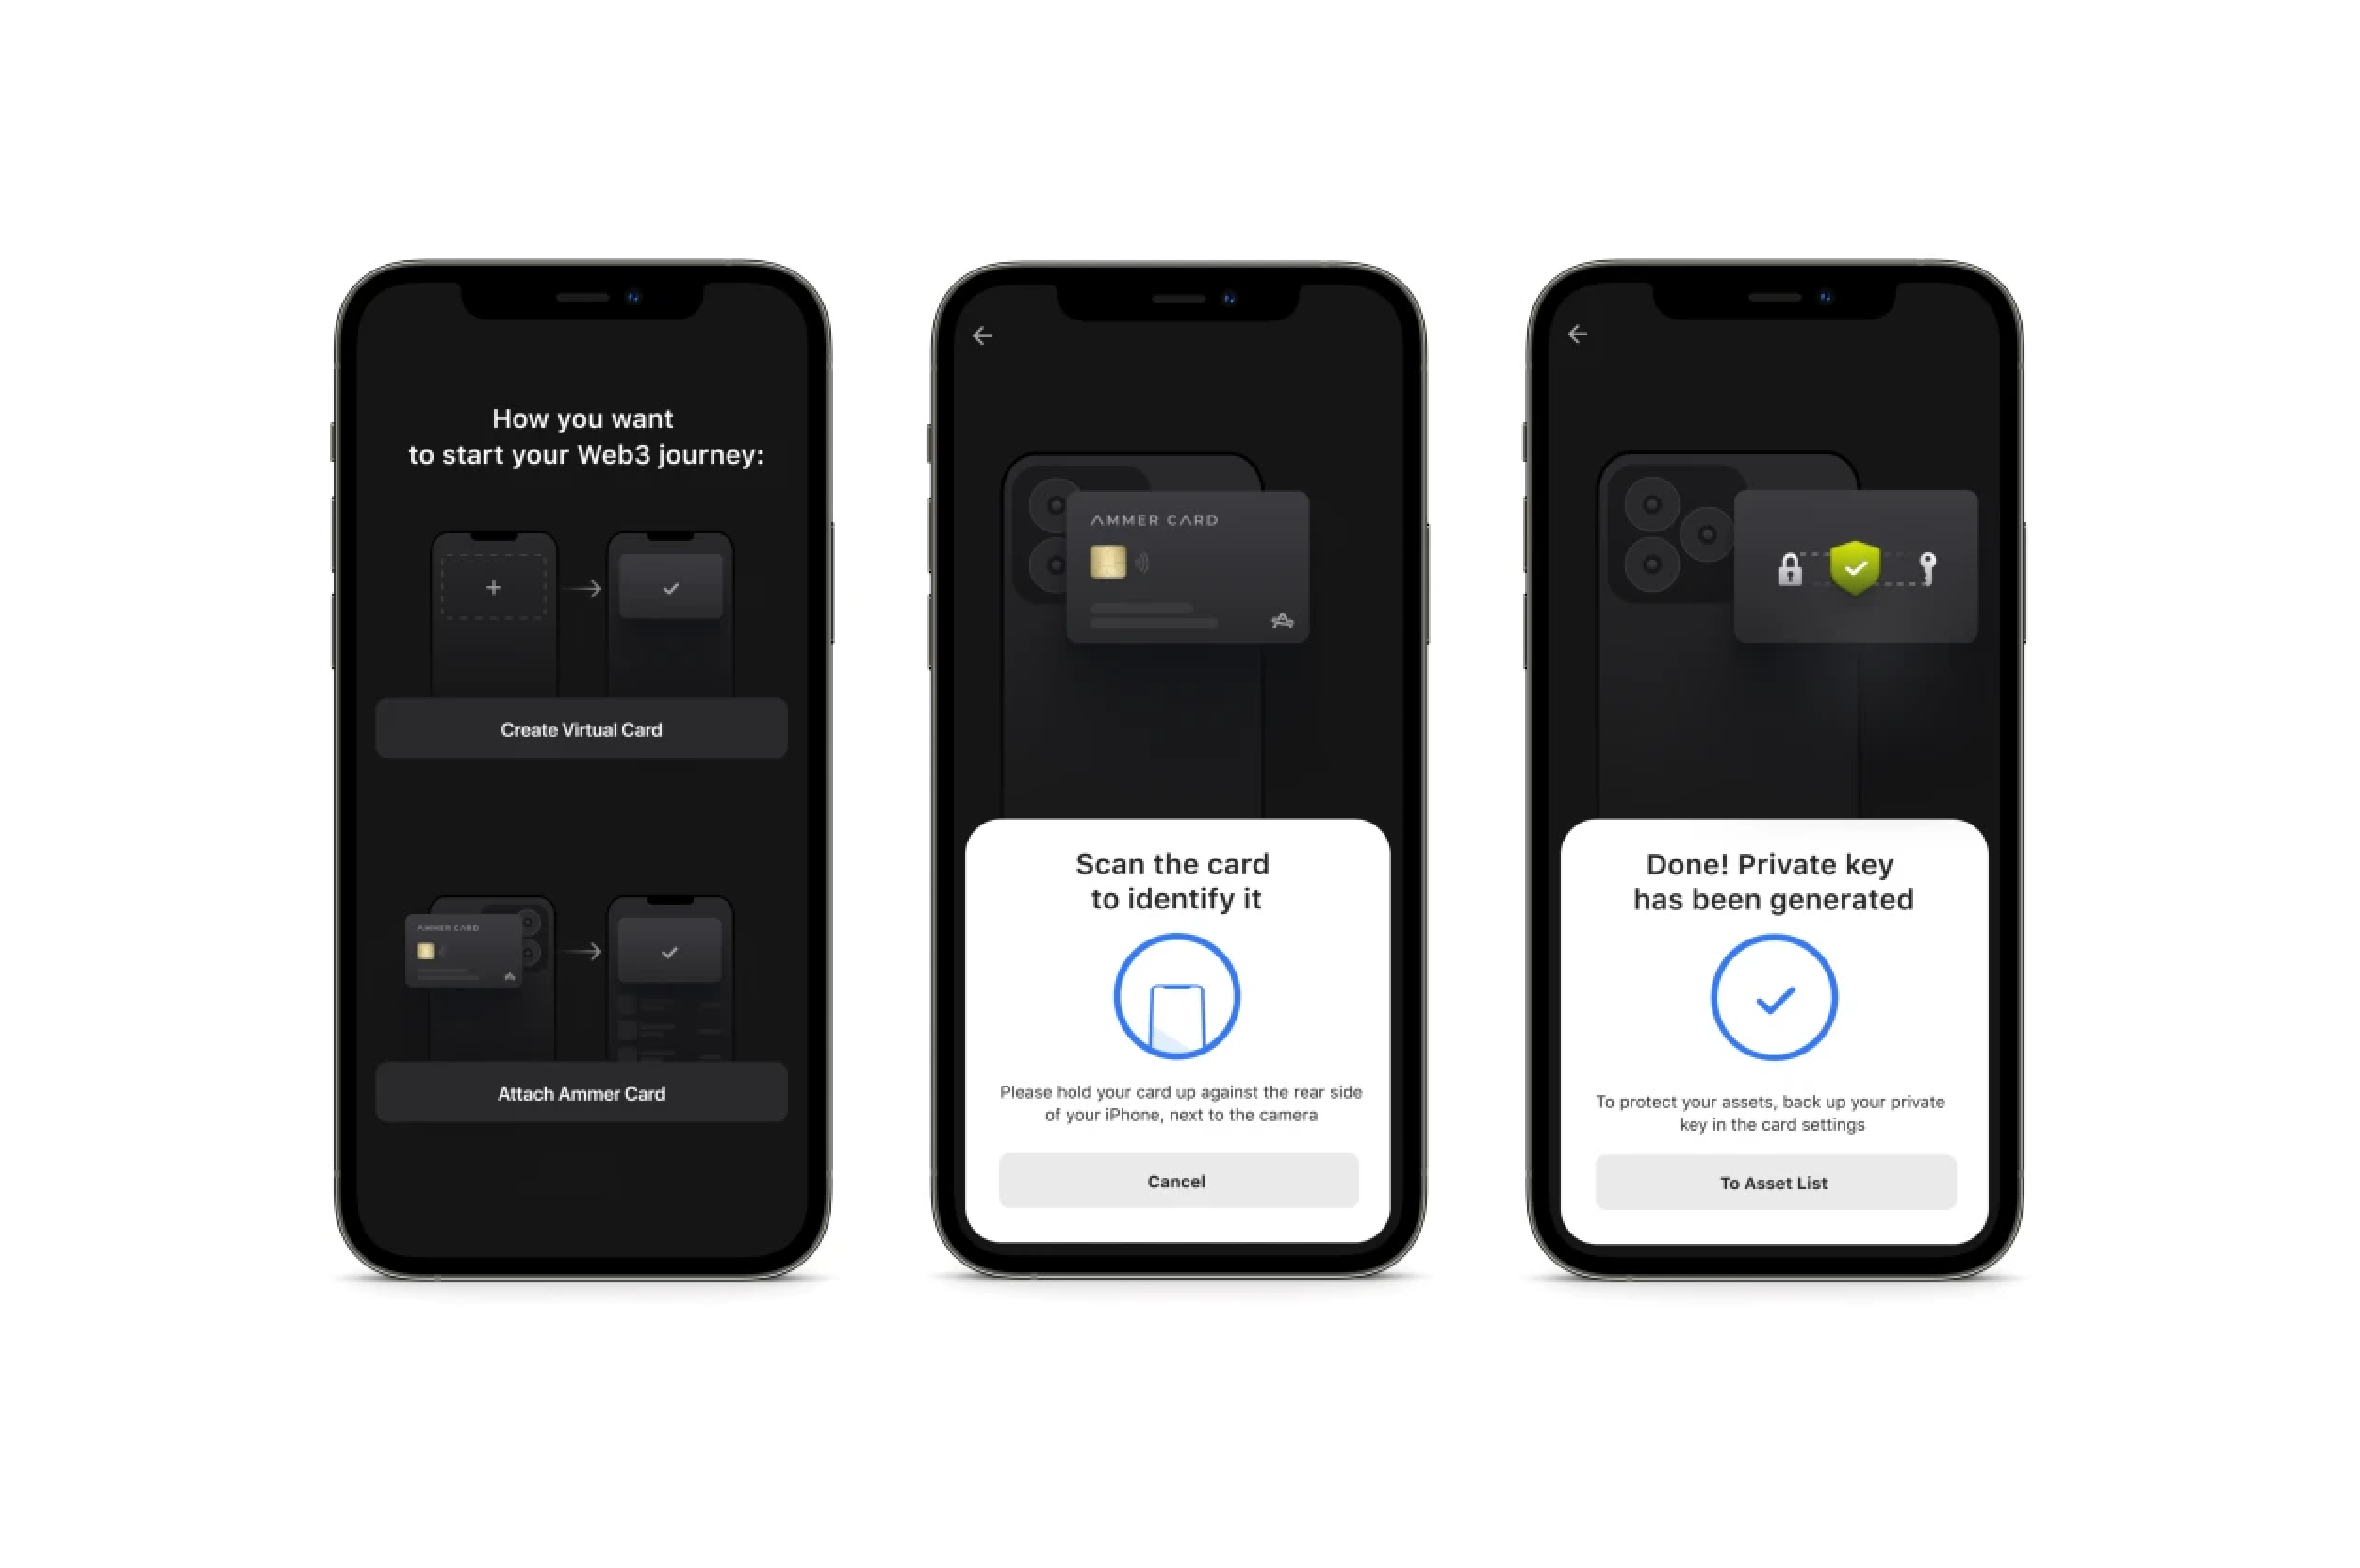 How you want
to start your Web3 journey:
Create Virtual Card
AMMER CARD
Attach Ammer Card
AMMER CARD
Scan the card
to identify it
Please hold your card up against the rear side
of your iPhone, next to the camera
Cancel
Done! Private key
has been generated
To protect your assets, back up your private
key in the card settings
To Asset List